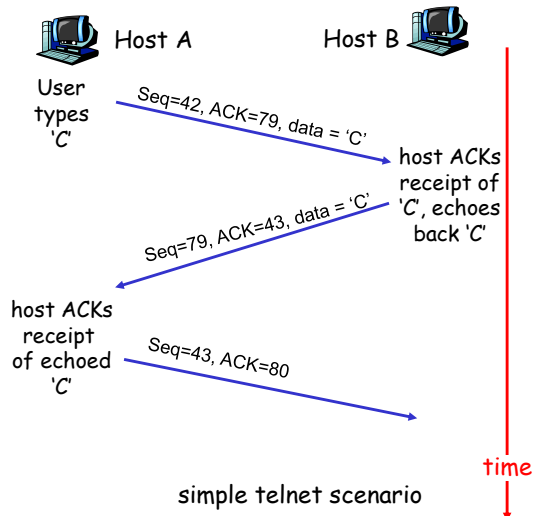 Host A
Host B
User
types
‘C’
Seq=42, ACK=79, data = ‘C’
host ACKs
receipt of
‘C’, echoes
back ‘C’
Seq=79, ACK=43, data = ‘C’
host ACKs
receipt
of echoed
‘C’
Seq=43, ACK=80
time
simple telnet scenario